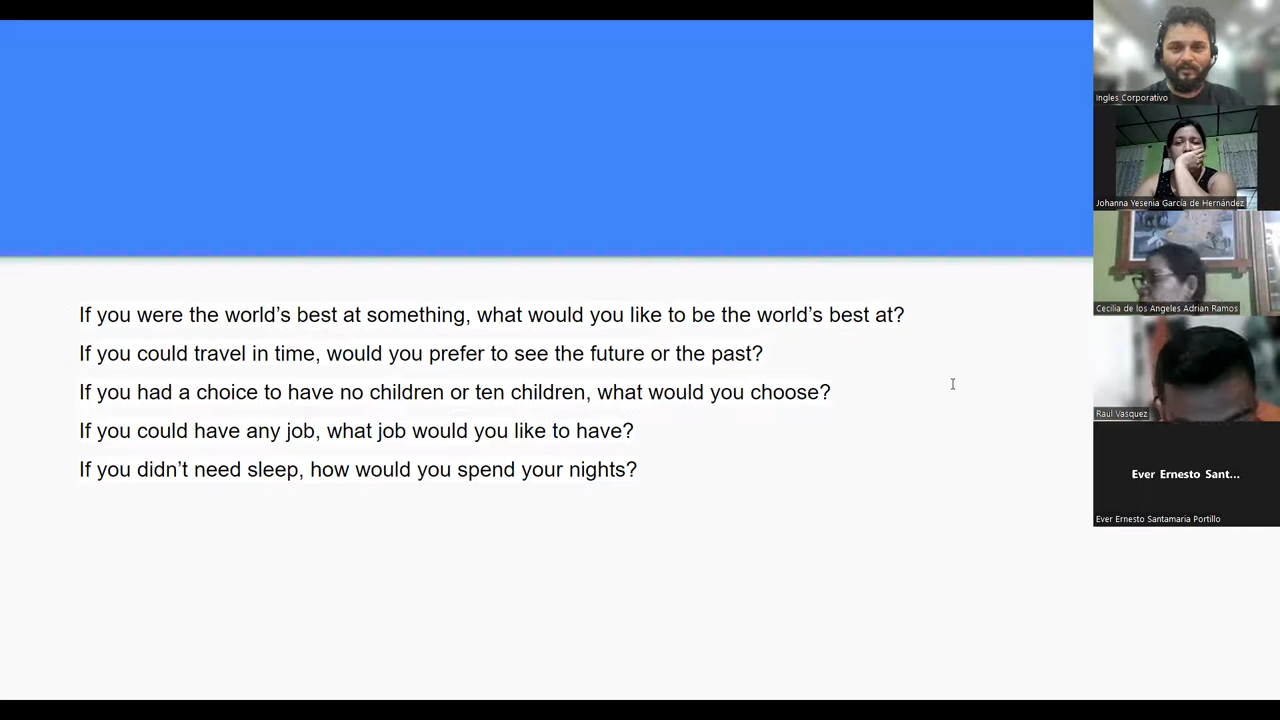 If you were the world's best at something, what would you like to be the world's best at?
If you could travel in time, would you prefer to see the future or the past?
If you had a choice to have no children or ten children, what would you choose?
If you could have any job, what job would you like to have?
If you didn't need sleep, how would you spend your nights?
Ingles Corporativo
Johanna Yesenia García de Hernández
Cecilia de los Angeles Adrian Ramos
Raul Vasquez
Ever Ernesto Sant...
Ever Ernesto Santamaria Portillo